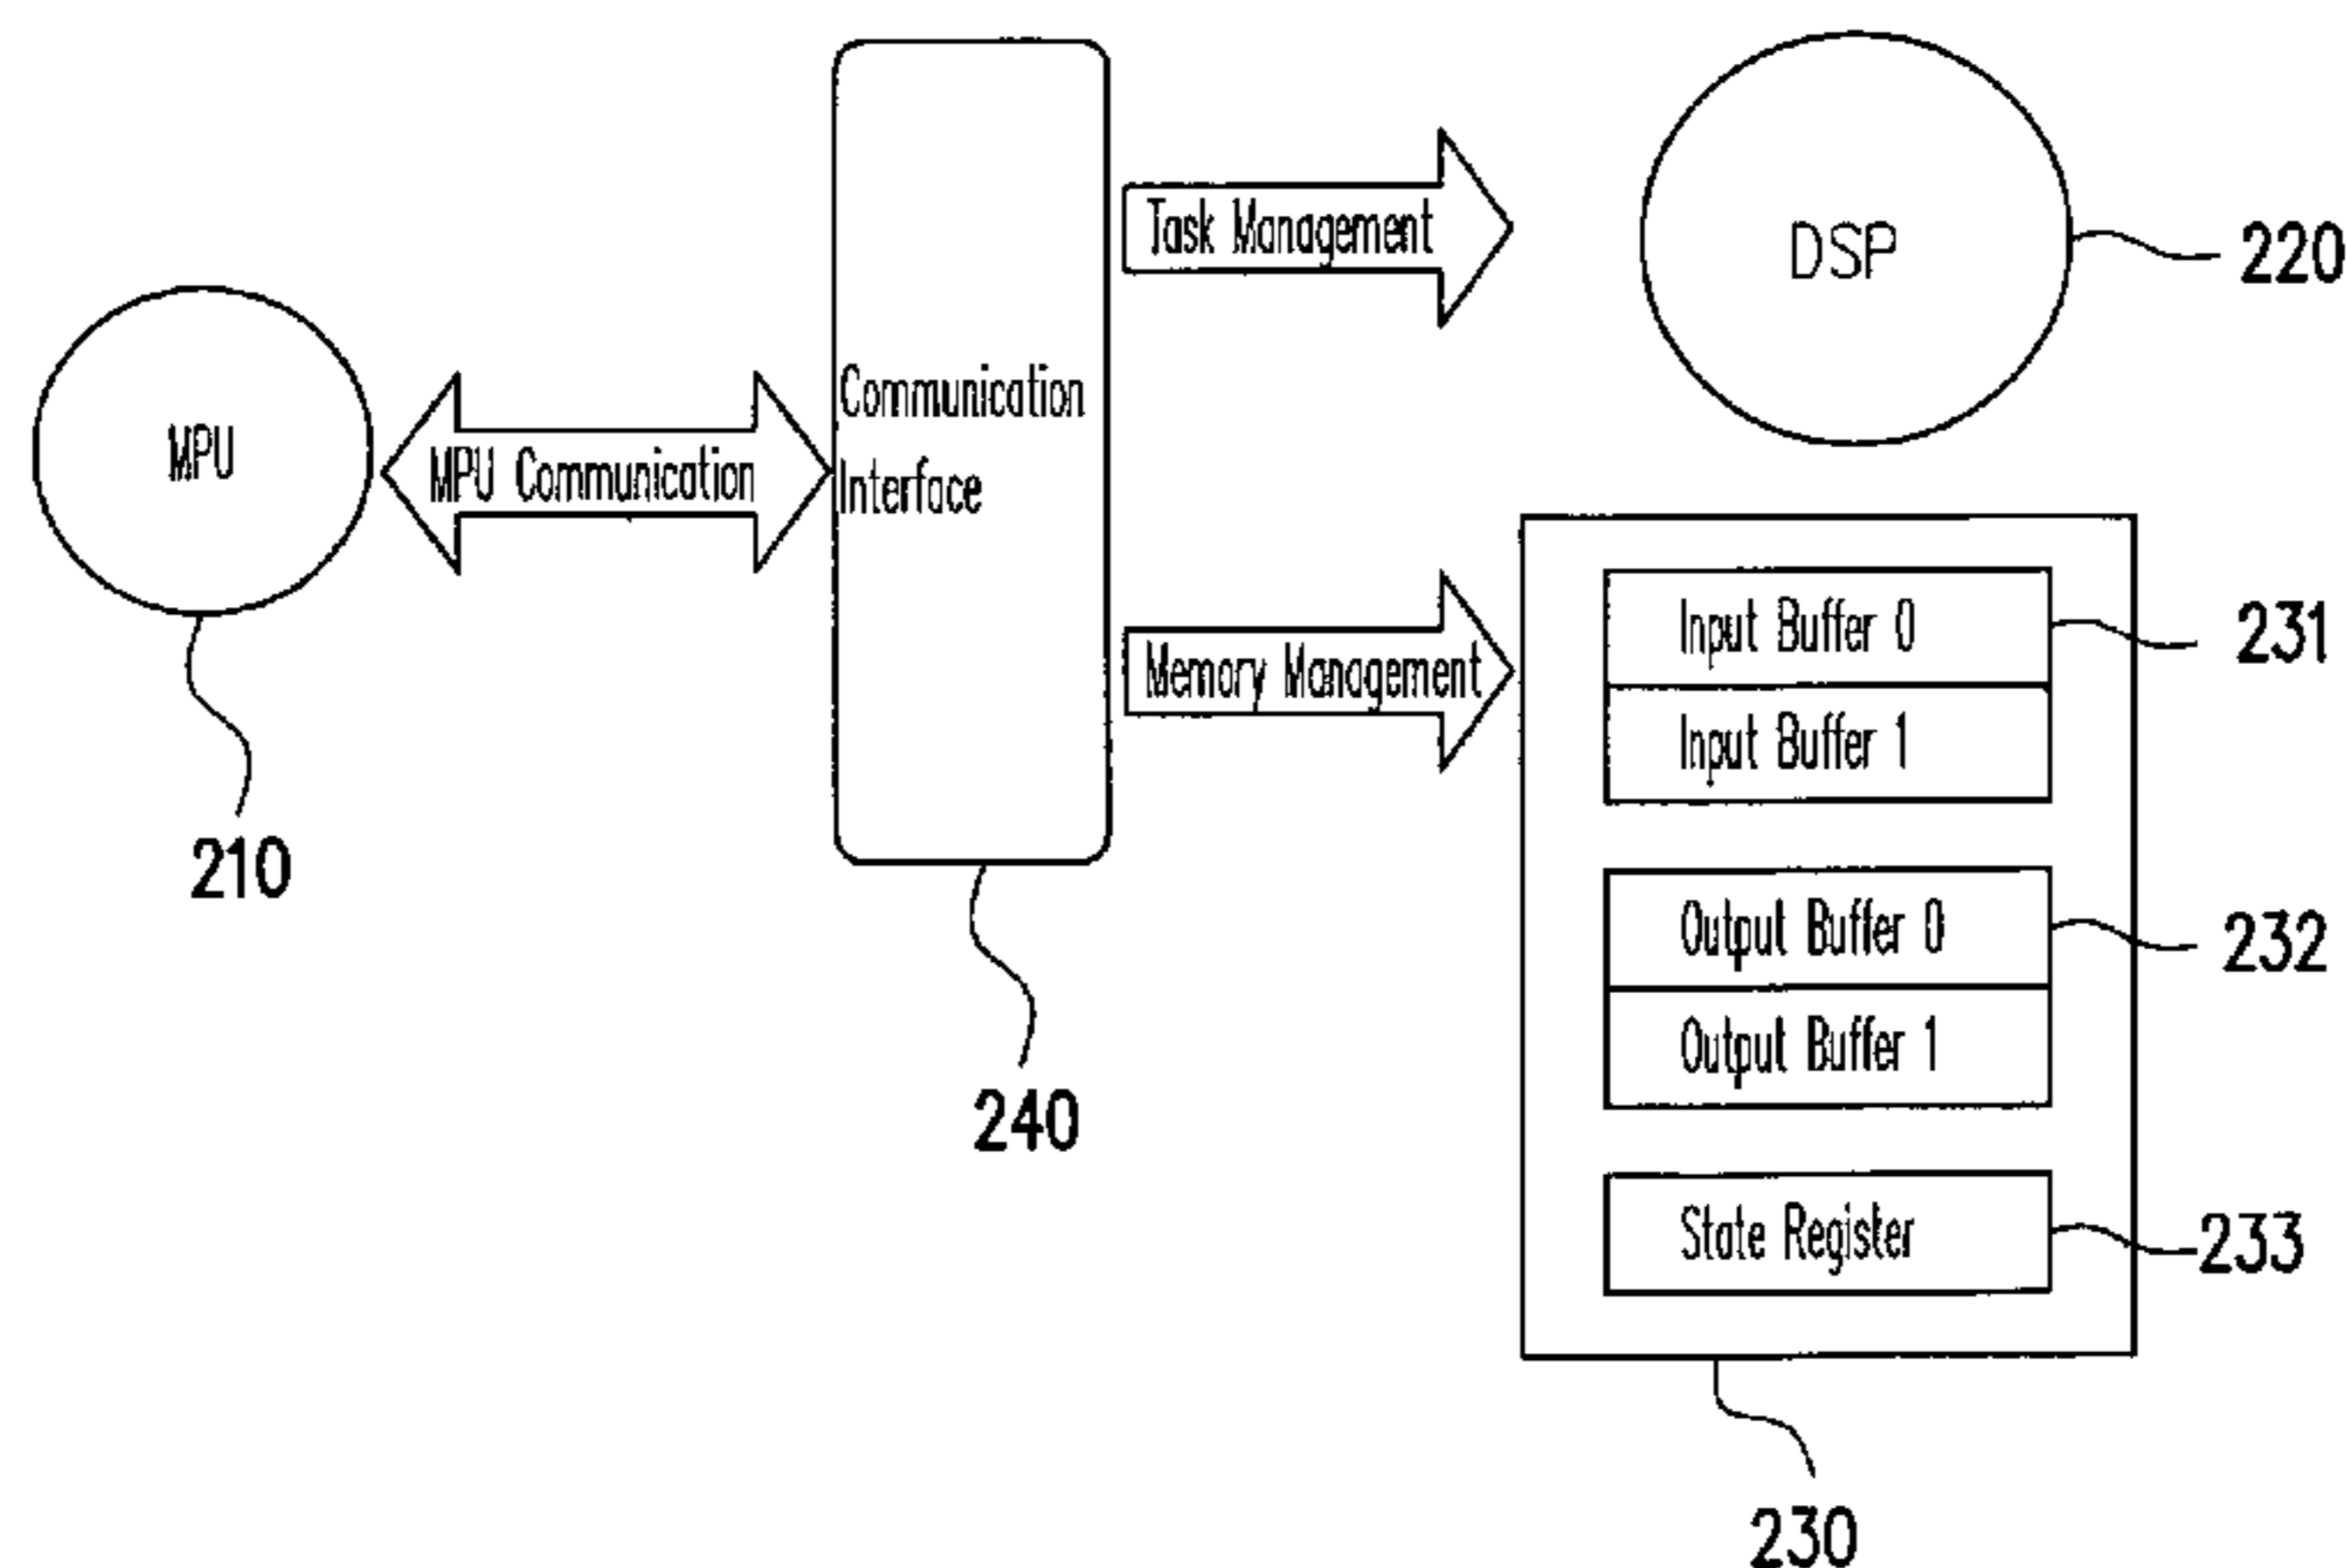 MPU
210
MPU Communication
Communication
Interface
240
Task Management
DSP
220
Memory Management
Input Buffer 0
231
Input Buffer 1
Output Buffer 0
232
Output Buffer 1
State Register
233
230